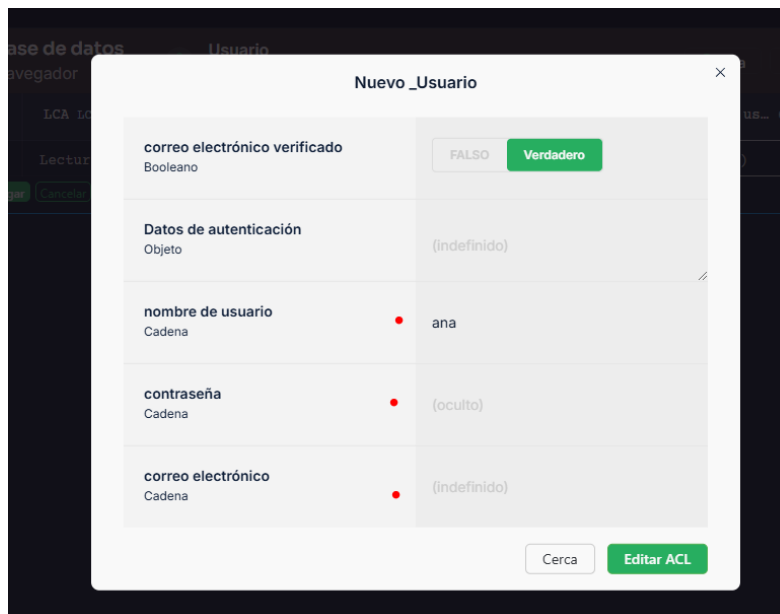 ase de datos
Usuario
avegador
Nuevo _Usuario
LCA LC
us…
correo electrónico verificado
Booleano
FALSO
Verdadero
Lectur
gar
Cancelar
Datos de autenticación
Objeto
(indefinido)
nombre de usuario
Cadena
ana
contraseña
Cadena
(oculto)
correo electrónico
Cadena
(indefinido)
Cerca
Editar ACL